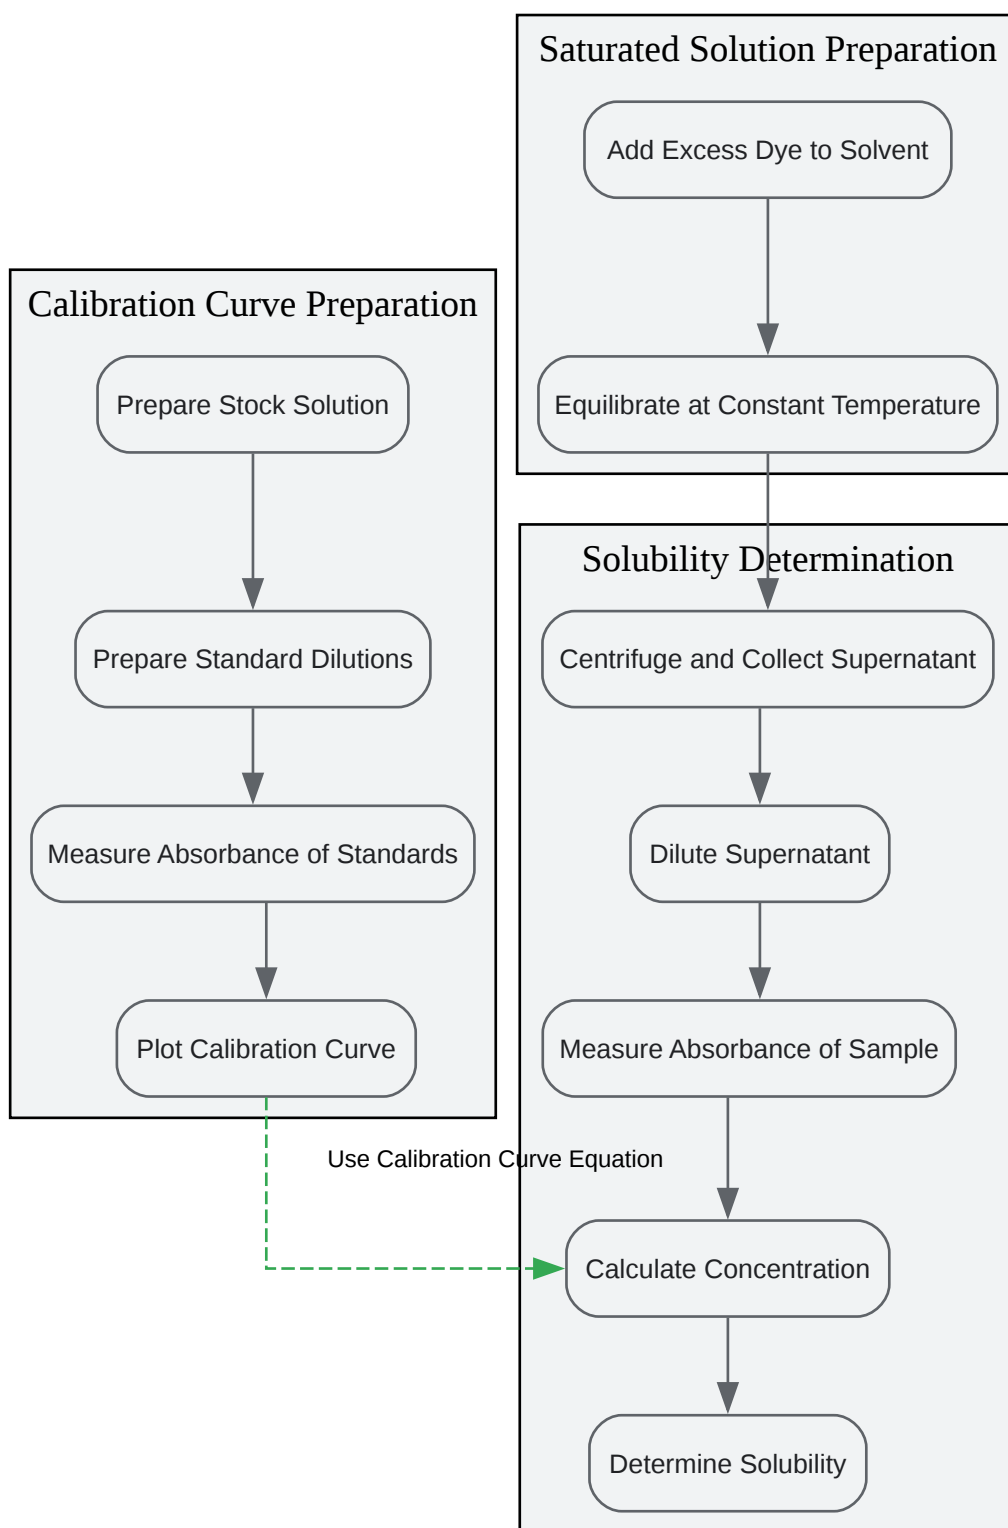 Saturated Solution Preparation
Add Excess Dye to Solvent
Equilibrate at Constant Temperature
Calibration Curve Preparation
Prepare Stock Solution
Prepare Standard Dilutions
Measure Absorbance of Standards
Plot Calibration Curve
Use Calibration Curve Equation
Solubility Determination
Centrifuge and Collect Supernatant
Dilute Supernatant
Measure Absorbance of Sample
Calculate Concentration
Determine Solubility